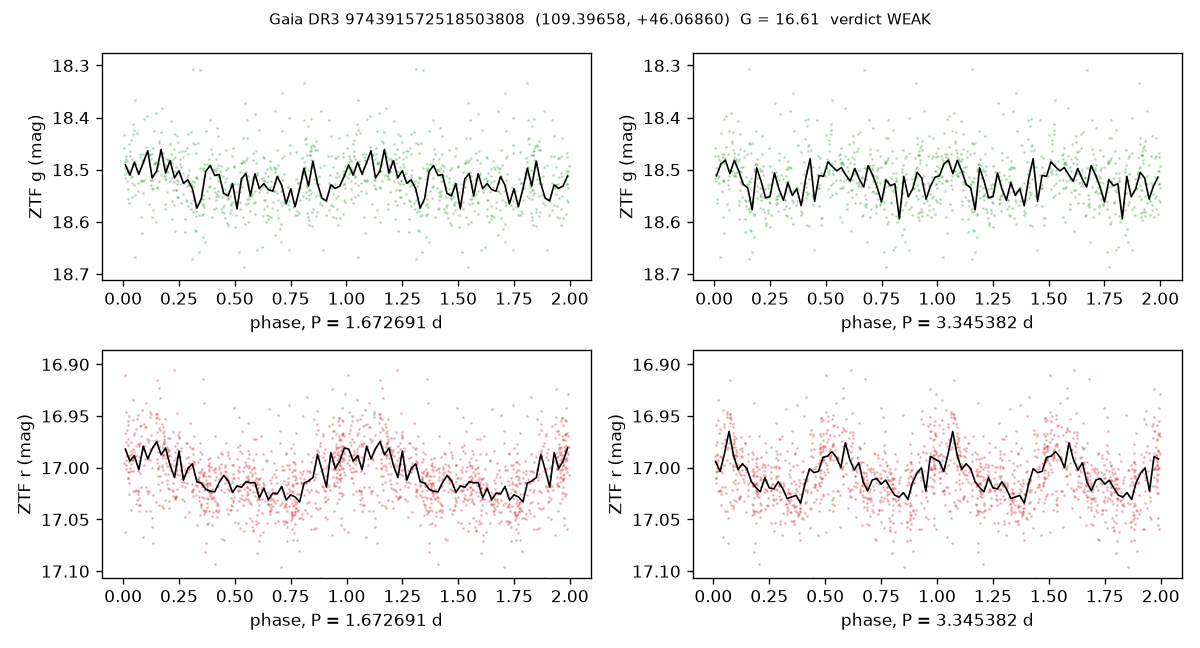 Gaia DR3 974391572518503808  (109.39658, +46.06860)  G = 16.61  verdict WEAK
18.3
18.4
18.5
18.6
18.7
ZTF g (mag)
0.00 0.25 0.50 0.75 1.00 1.25 1.50 1.75 2.00
phase, P = 1.672691 d
18.3
18.4
18.5
18.6
18.7
ZTF g (mag)
0.00 0.25 0.50 0.75 1.00 1.25 1.50 1.75 2.00
phase, P = 3.345382 d
16.90
16.95
17.00
17.05
17.10
ZTF r (mag)
0.00 0.25 0.50 0.75 1.00 1.25 1.50 1.75 2.00
phase, P = 1.672691 d
16.90
16.95
17.00
17.05
17.10
ZTF r (mag)
0.00 0.25 0.50 0.75 1.00 1.25 1.50 1.75 2.00
phase, P = 3.345382 d